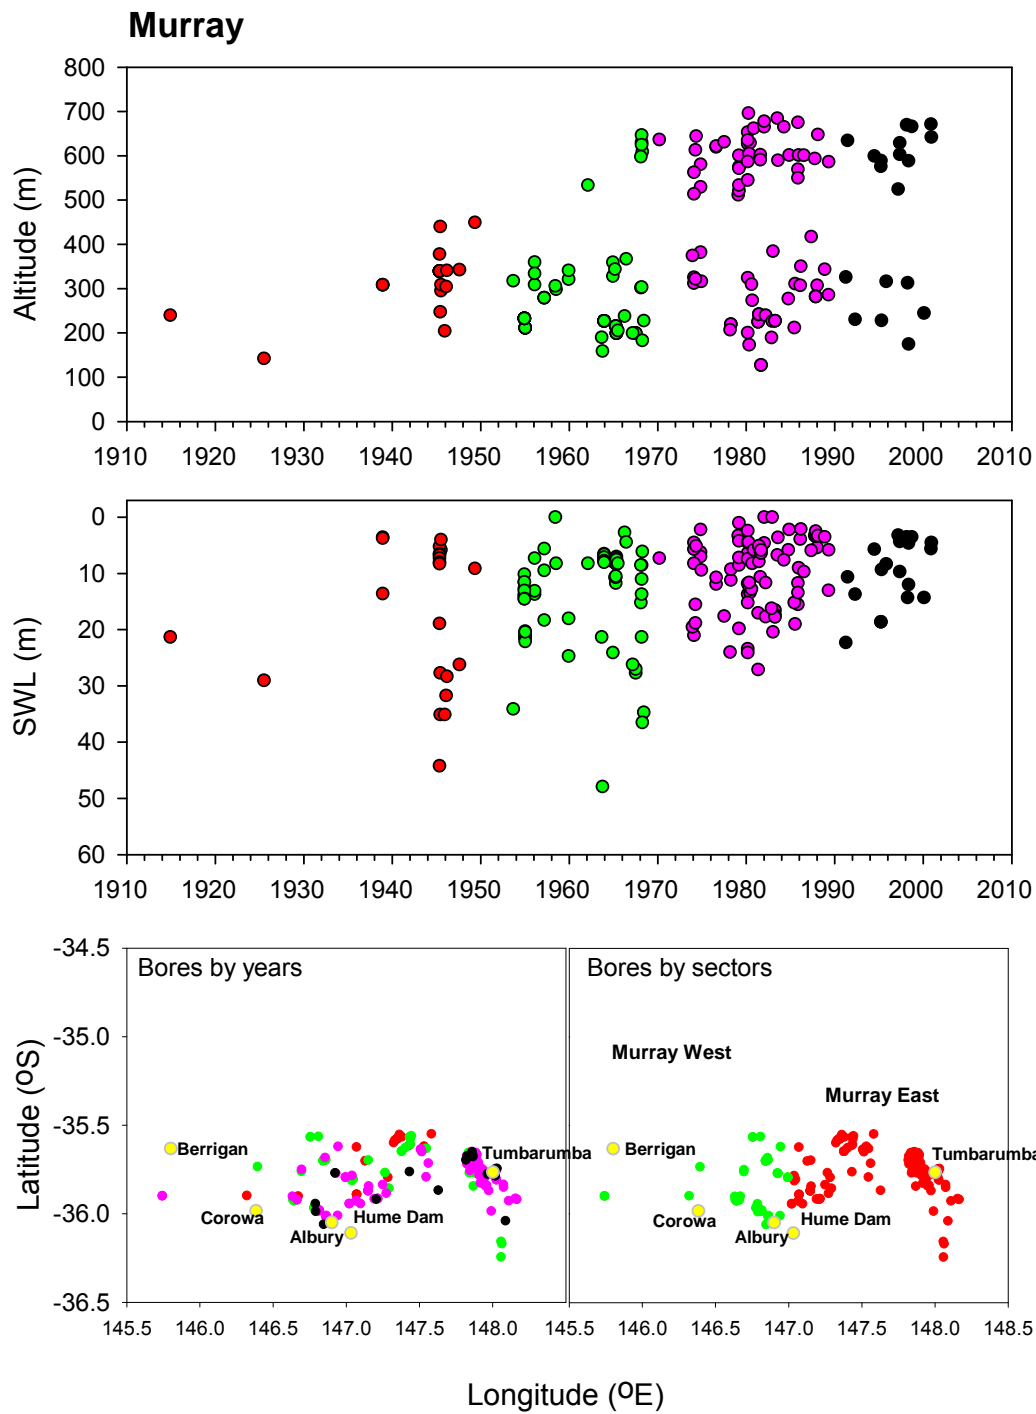 Murray
Altitude (m)
800
700
600
500
400
300
200
100
0
1910 1920 1930 1940 1950 1960 1970 1980 1990 2000 2010
SWL (m)
0
10
20
30
40
50
60
1910 1920 1930 1940 1950 1960 1970 1980 1990 2000 2010
Latitude (OS)
-34.5
-35.0
-35.5
-36.0
-36.5
Bores by years
Berrigan
Tumbarumba
Corowa
Hume Dam
Albury
145.5 146.0 146.5 147.0 147.5 148.0
Bores by sectors
Murray West
Murray East
Berrigan
Tumbarumba
Corowa
Hume Dam
Albury
145.5 146.0 146.5 147.0 147.5 148.0 148.5
Longitude (OE)